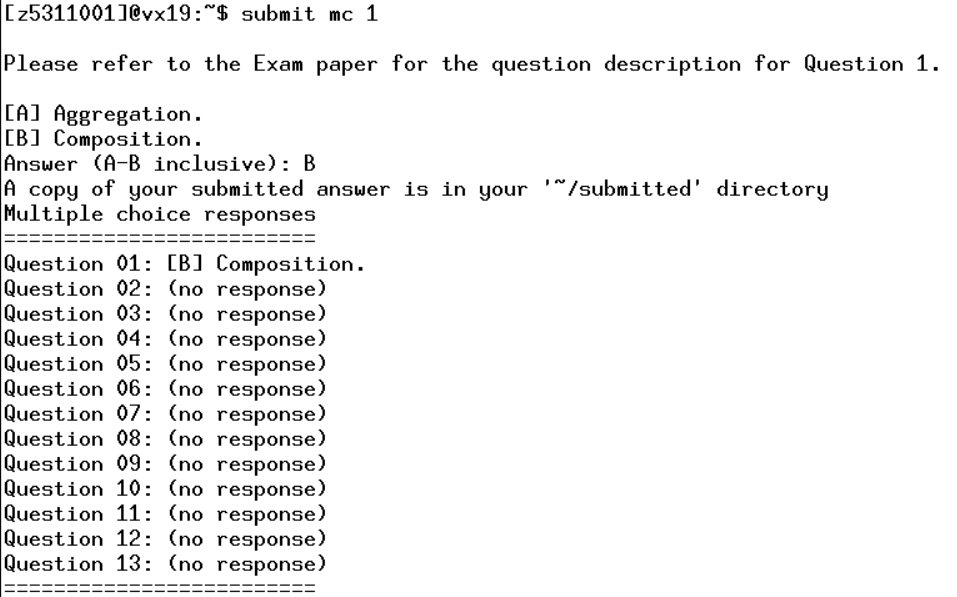 [z5311001]@vx19:~$ submit mc 1
Please refer to the Exam paper for the question description for Question 1.
[A] Aggregation.
[B] Composition.
Answer (A-B inclusive): B
A copy of your submitted answer is in your '~/submitted' directory
Multiple choice responses
=========================
Question 01: [B] Composition.
Question 02: (no response)
Question 03: (no response)
Question 04: (no response)
Question 05: (no response)
Question 06: (no response)
Question 07: (no response)
Question 08: (no response)
Question 09: (no response)
Question 10: (no response)
Question 11: (no response)
Question 12: (no response)
Question 13: (no response)
=========================